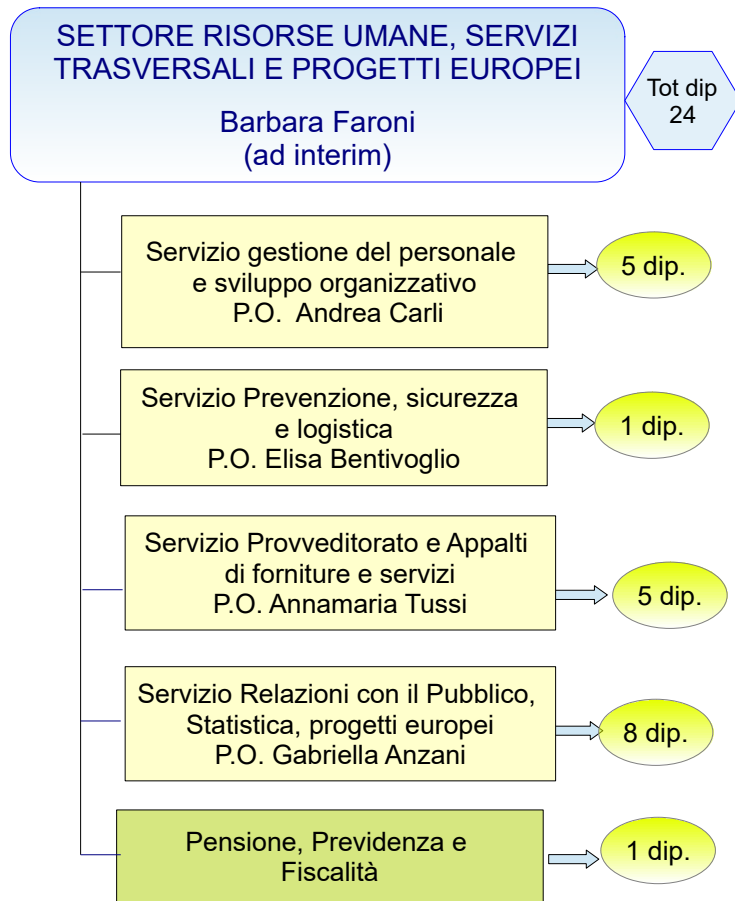 SETTORE RISORSE UMANE, SERVIZI
TRASVERSALI E PROGETTI EUROPEI
Barbara Faroni
(ad interim)
Tot dip
24
Servizio gestione del personale
e sviluppo organizzativo
P.O. Andrea Carli
5 dip.
Servizio Prevenzione, sicurezza
e logistica
P.O. Elisa Bentivoglio
1 dip.
Servizio Provveditorato e Appalti
di forniture e servizi
P.O. Annamaria Tussi
5 dip.
Servizio Relazioni con il Pubblico,
Statistica, progetti europei
P.O. Gabriella Anzani
8 dip.
Pensione, Previdenza e
Fiscalità
1 dip.